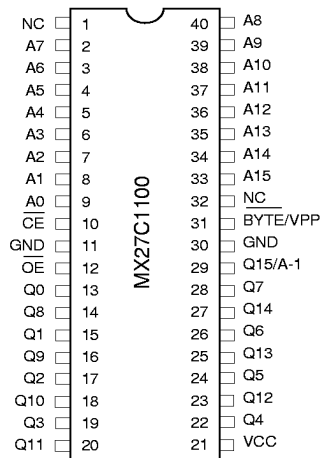 NC 1 40 A8
A7 2 39 A9
A6 3 38 A10
A5 4 37 A11
A4 5 36 A12
A3 6 35 A13
A2 7 34 A14
A1 8 33 A15
A0 9 32 NC
CE 10 31 BYTE/VPP
GND 11 30 GND
OE 12 29 Q15/A-1
Q0 13 28 Q7
Q8 14 27 Q14
Q1 15 26 Q6
Q9 16 25 Q13
Q2 17 24 Q5
Q10 18 23 Q12
Q3 19 22 Q4
Q11 20 21 VCC
MX27C1100